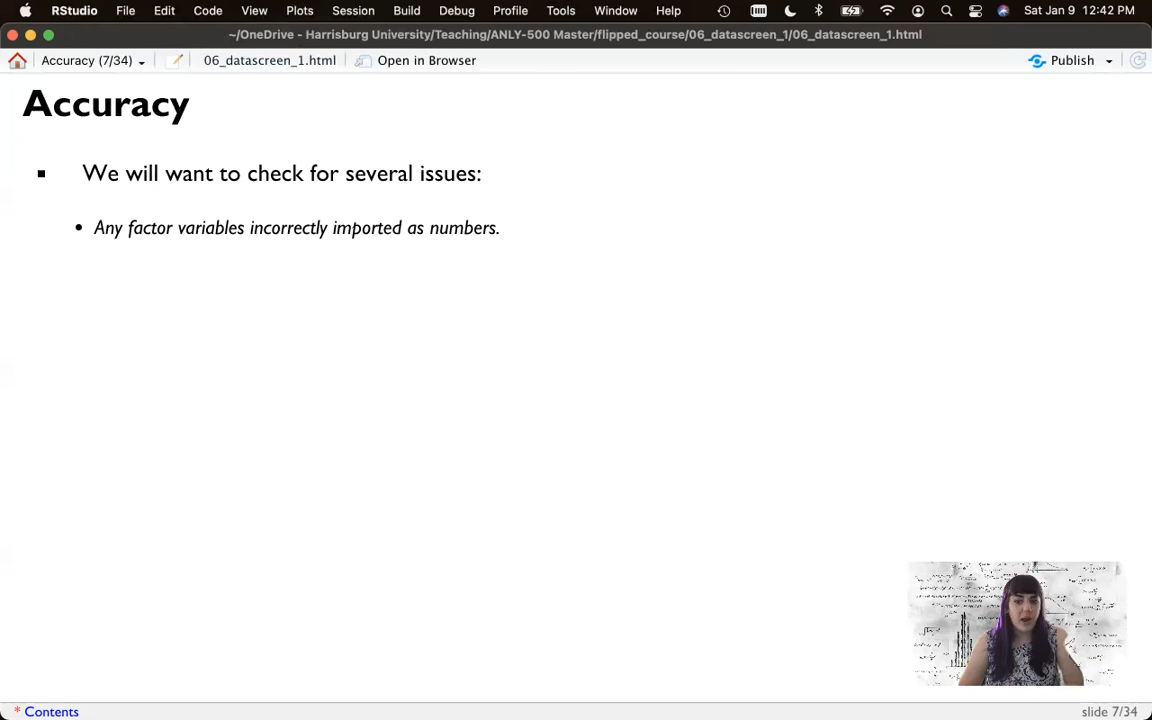 RStudio File Edit Code View Plots Session Build Debug Profile Tools Window Help Sat Jan 9 12:42 PM
~/OneDrive - Harrisburg University/Teaching/ANLY-500 Master/flipped_course/06_datascreen_1/06_datascreen_1.html
Accuracy (7/34) 06_datascreen_1.html Open in Browser Publish
Accuracy
▪ We will want to check for several issues:
• Any factor variables incorrectly imported as numbers.
* Contents slide 7/34